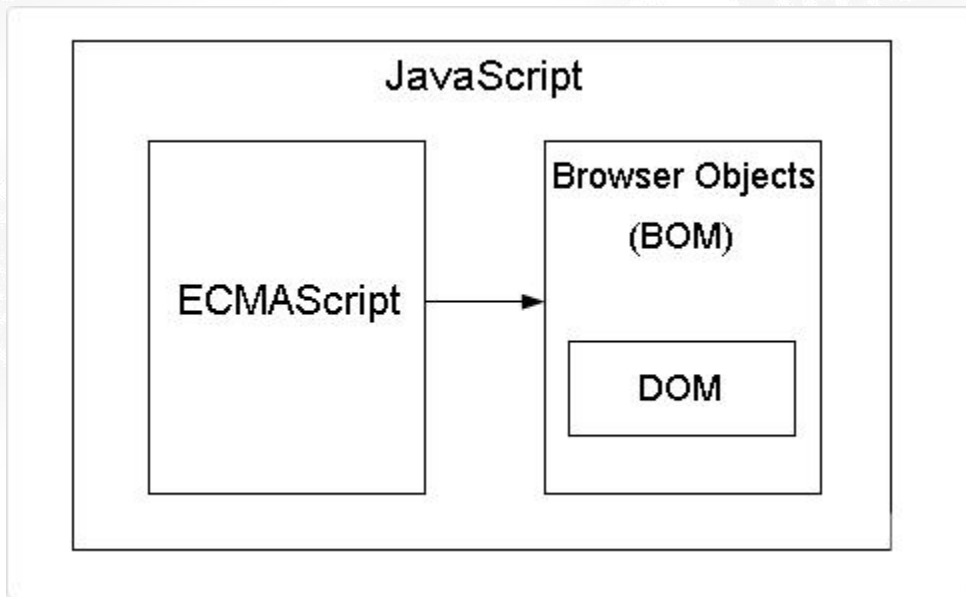 JavaScript
ECMAScript
Browser Objects
(BOM)
DOM